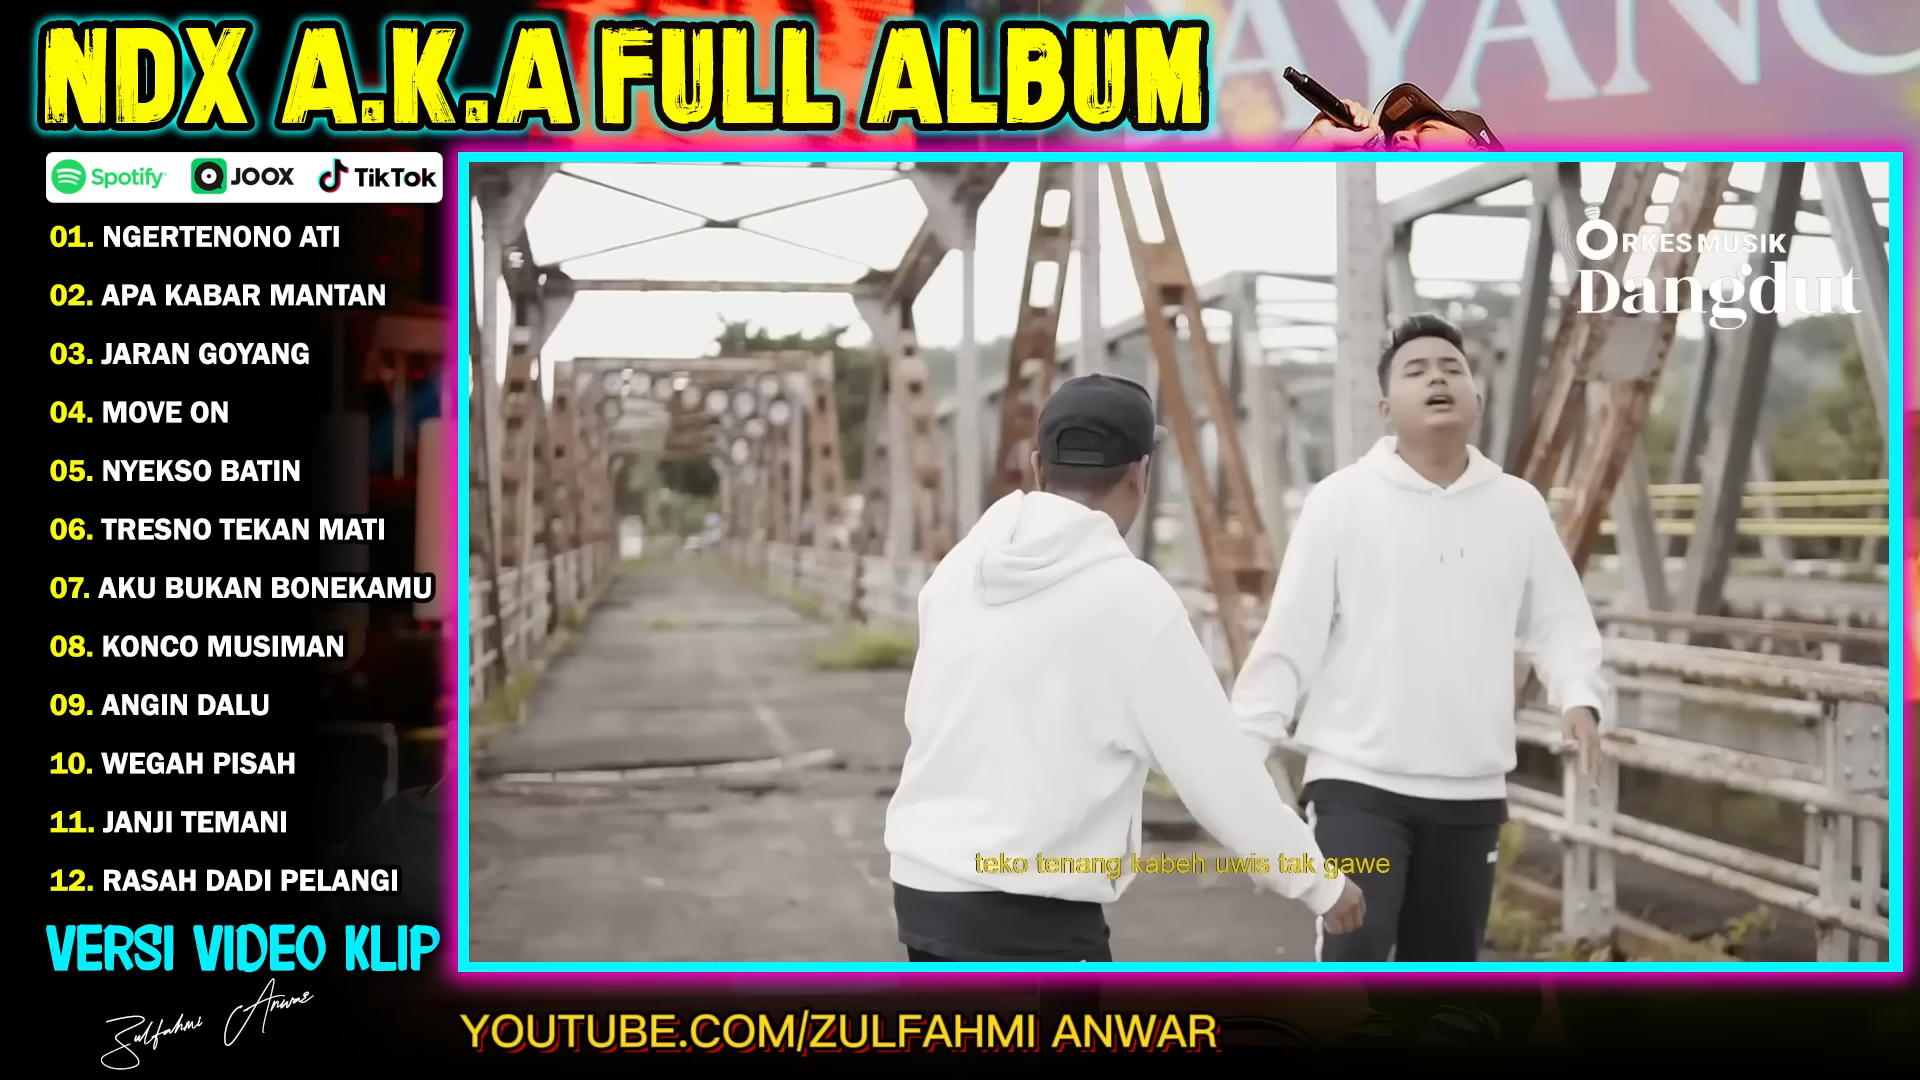 NDX A.K.A FULL ALBUM
AYANG
Spotify JOOX TikTok
01. NGERTENONO ATI
02. APA KABAR MANTAN
03. JARAN GOYANG
04. MOVE ON
05. NYEKSO BATIN
06. TRESNO TEKAN MATI
07. AKU BUKAN BONEKAMU
08. KONCO MUSIMAN
09. ANGIN DALU
10. WEGAH PISAH
11. JANJI TEMANI
12. RASAH DADI PELANGI
VERSI VIDEO KLIP
Zulfahmi Anwar
ORKES MUSIK
Dangdut
teko tenang kabeh uwis tak gawe
YOUTUBE.COM/ZULFAHMI ANWAR